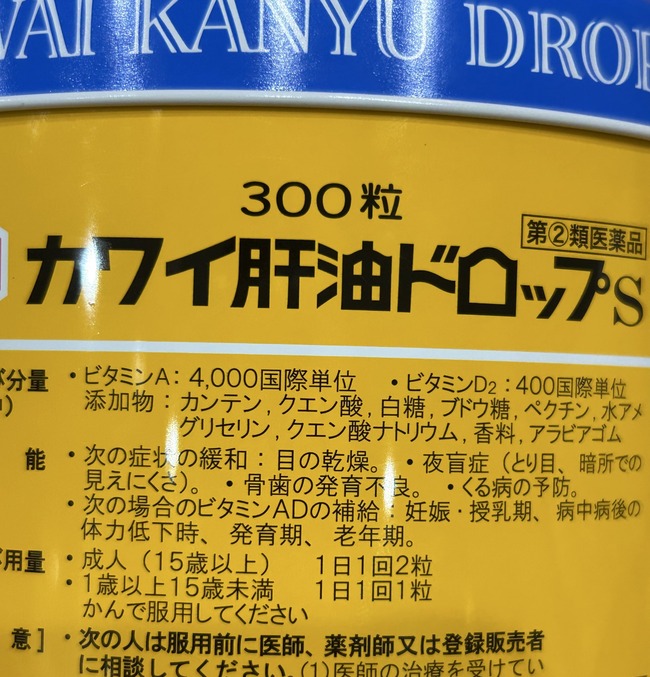 WAI KANYU DROP
300粒
第②類医薬品
カワイ肝油ドロップS
分量 ・ビタミンA：4,000国際単位 ・ビタミンD2：400国際単位
添加物：カンテン, クエン酸, 白糖, ブドウ糖, ペクチン, 水アメ
グリセリン, クエン酸ナトリウム, 香料, アラビアゴム
能 ・次の症状の緩和：目の乾燥。 ・夜盲症（とり目、暗所での
見えにくさ）。 ・骨歯の発育不良。 ・くる病の予防。
・次の場合のビタミンADの補給：妊娠・授乳期、病中病後の
体力低下時、発育期、老年期。
用量 ・成人（15歳以上） 1日1回2粒
・1歳以上15歳未満 1日1回1粒
かんで服用してください
意］ ・次の人は服用前に医師、薬剤師又は登録販売者
に相談してください。(1)医師の治療を受けてい